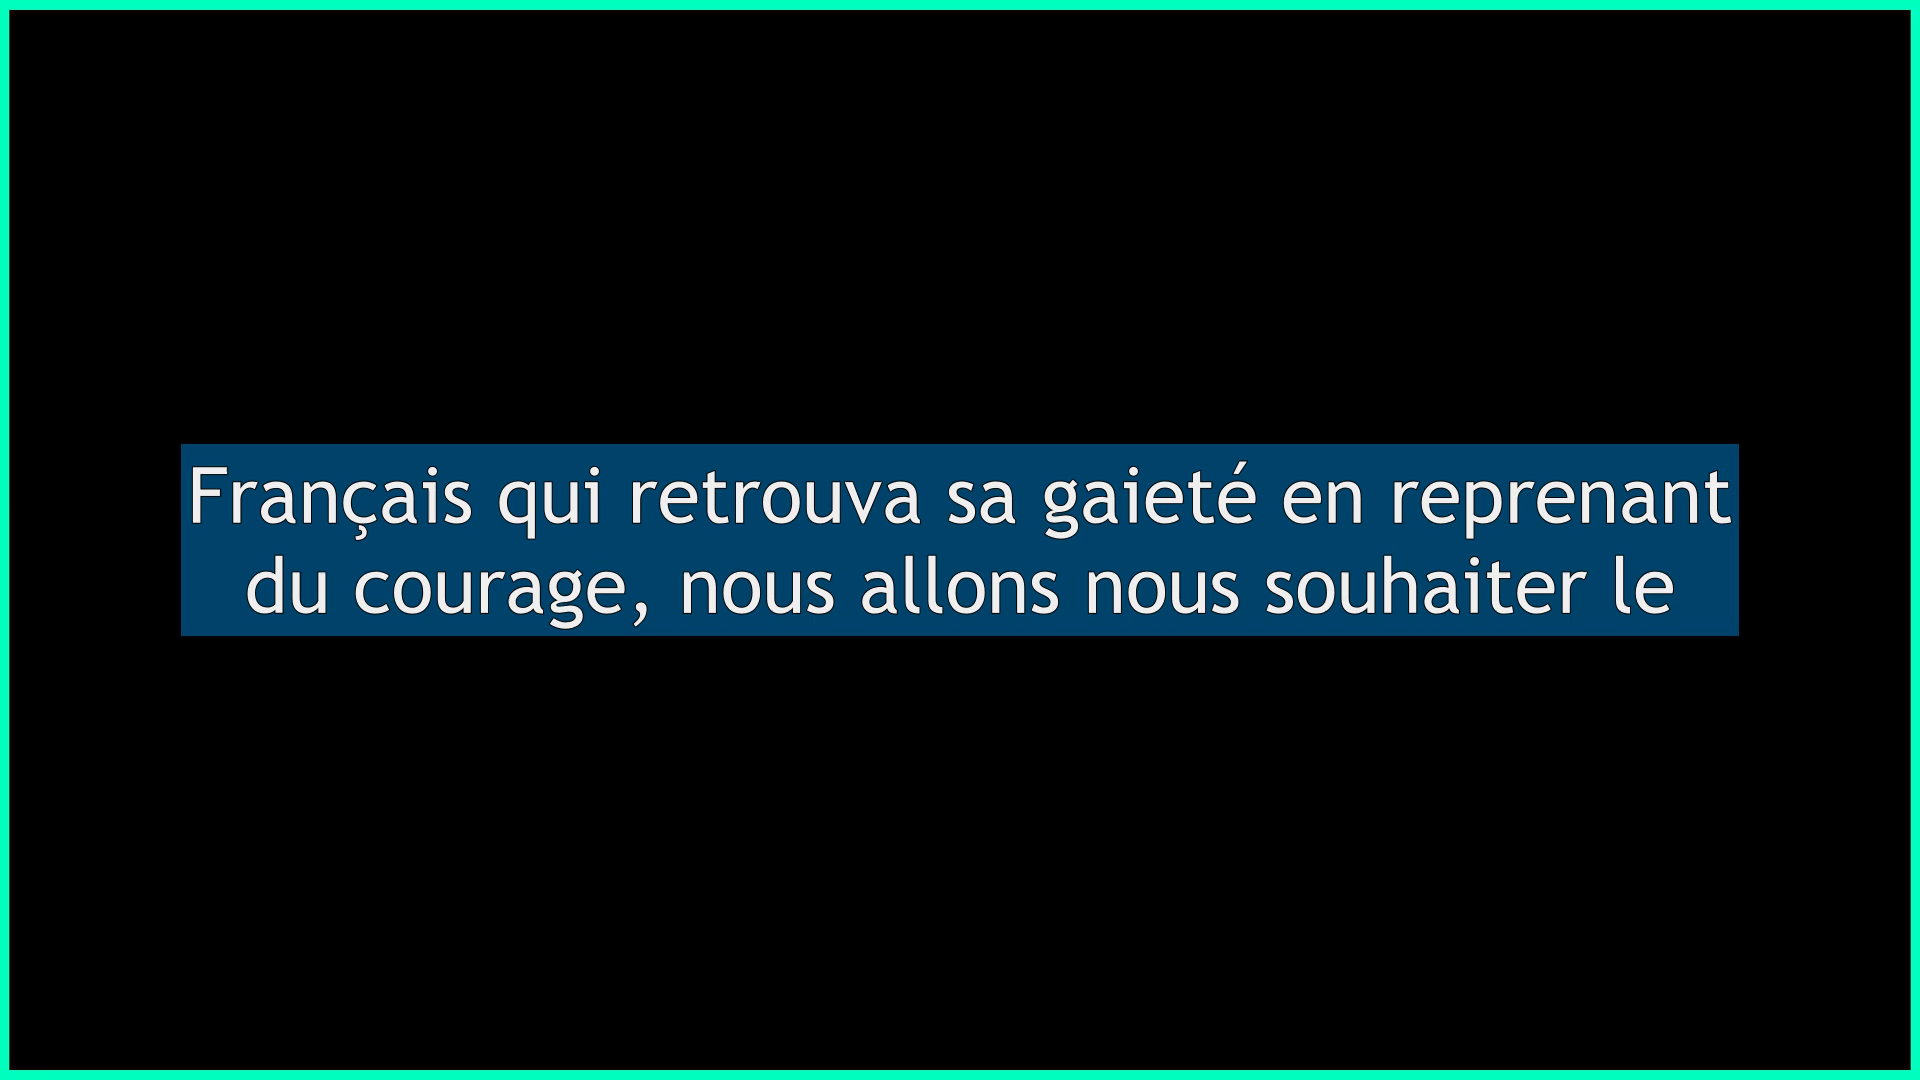 Français qui retrouva sa gaieté en reprenant
du courage, nous allons nous souhaiter le